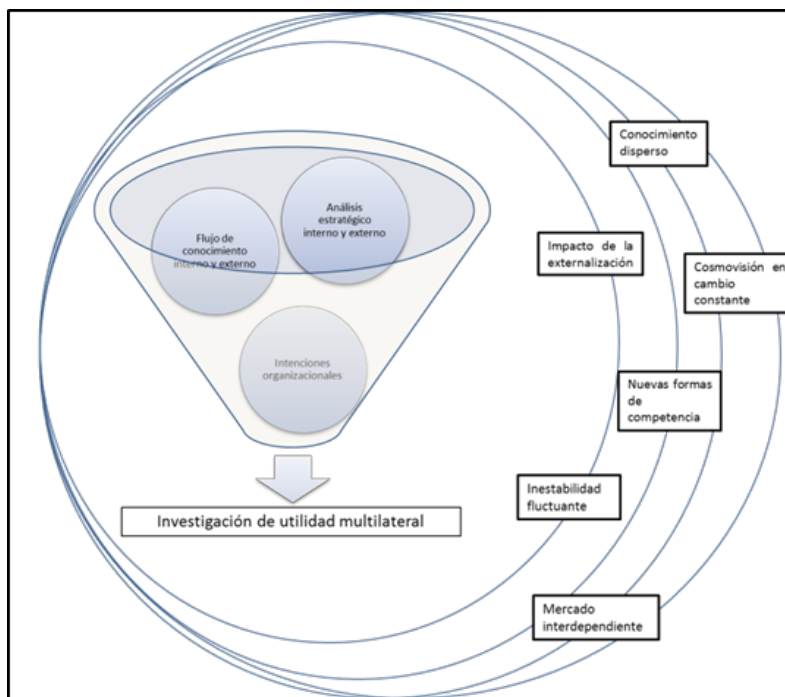 Conocimiento
disperso
Análisis
estratégico
interno y externo
Flujo de
conocimiento
interno y externo
Impacto de la
externalización
Cosmovisión en
cambio
constante
Intenciones
organizacionales
Nuevas formas
de
competencia
Inestabilidad
fluctuante
Investigación de utilidad multilateral
Mercado
interdependiente